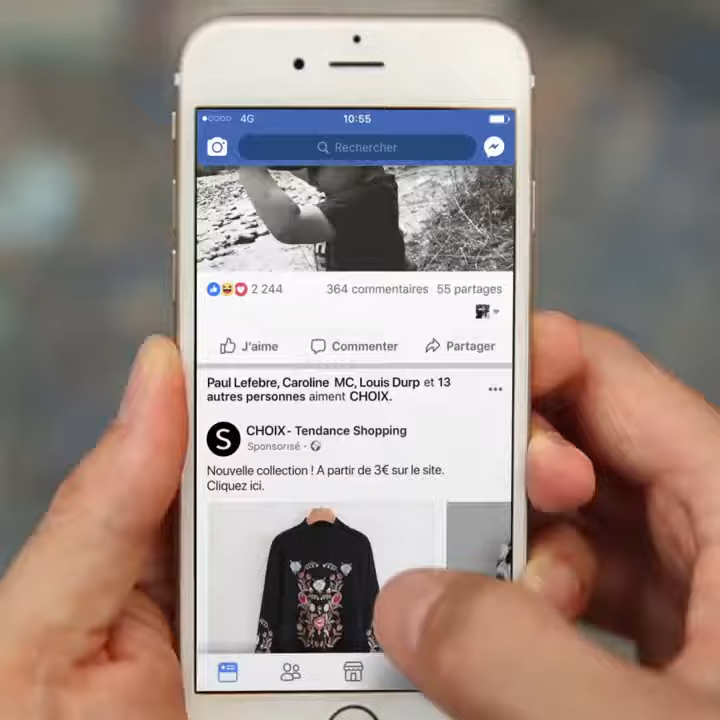 4G 10:55
Rechercher
2 244 364 commentaires 55 partages
J'aime Commenter Partager
Paul Lefebre, Caroline MC, Louis Durp et 13
autres personnes aiment CHOIX.
S
CHOIX - Tendance Shopping
Sponsorisé ·
Nouvelle collection ! A partir de 3€ sur le site.
Cliquez ici.